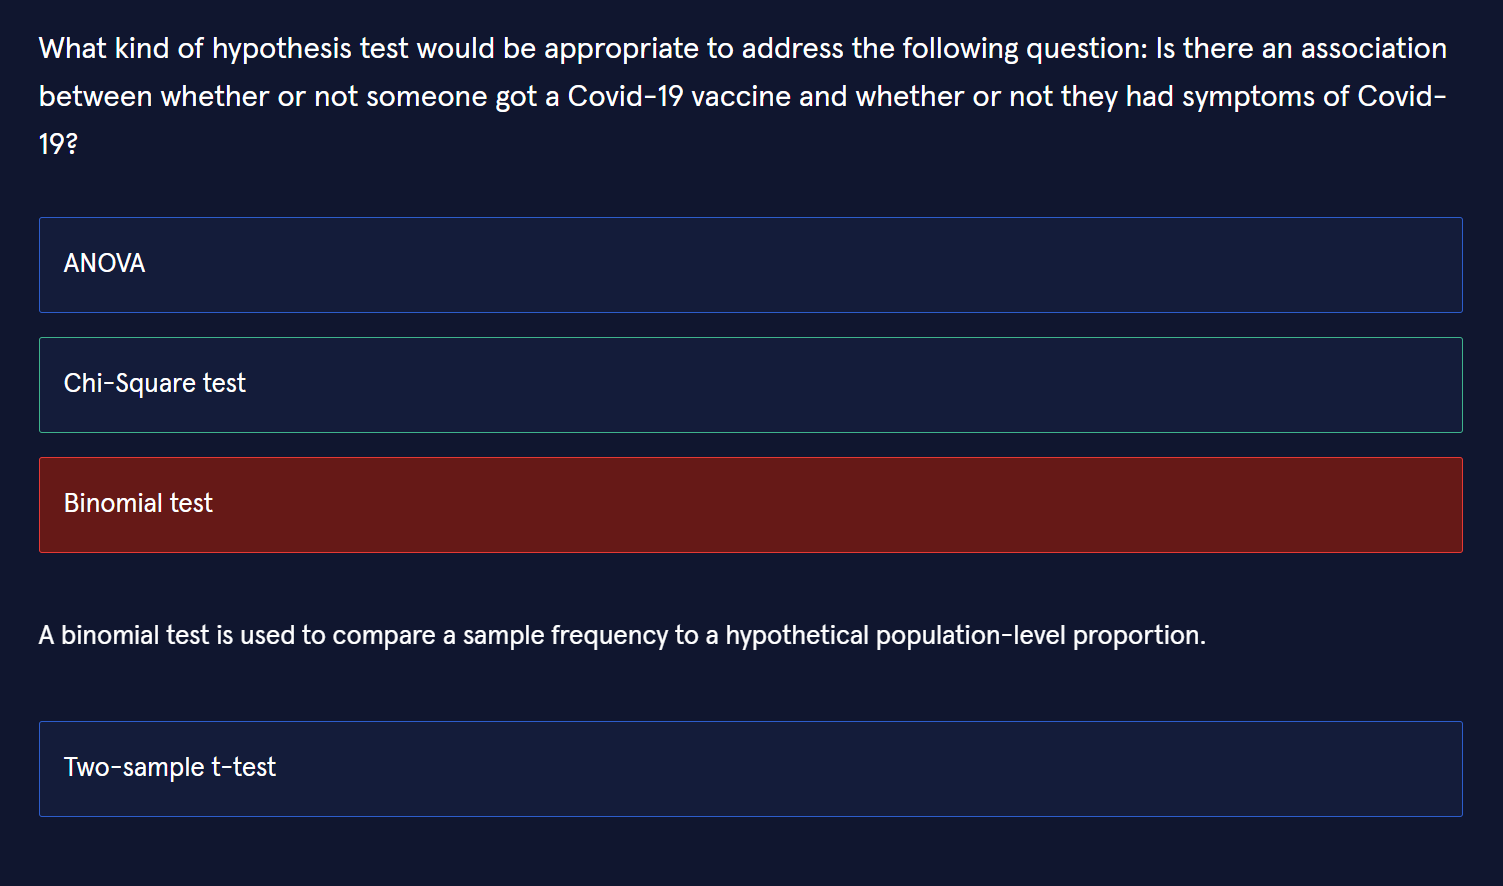 What kind of hypothesis test would be appropriate to address the following question: Is there an association
between whether or not someone got a Covid-19 vaccine and whether or not they had symptoms of Covid-
19?
ANOVA
Chi-Square test
Binomial test
A binomial test is used to compare a sample frequency to a hypothetical population-level proportion.
Two-sample t-test